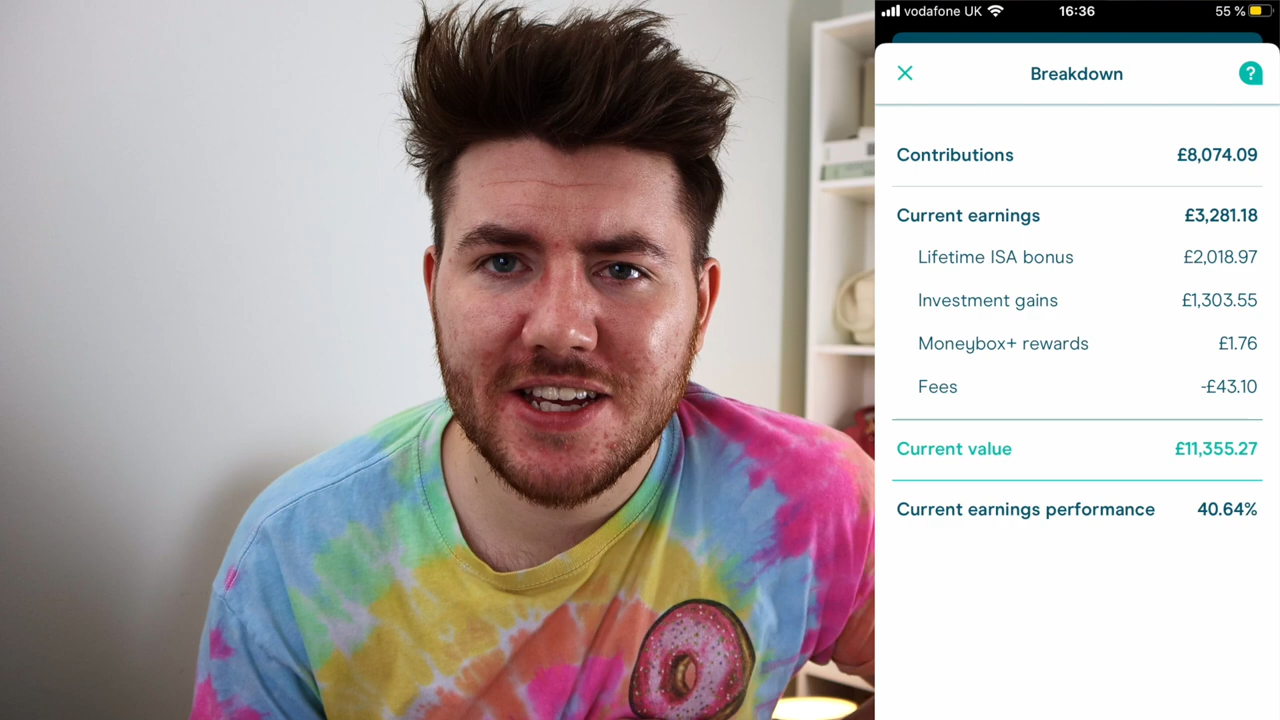 vodafone UK 16:36 55 %
Breakdown ?
Contributions £8,074.09
Current earnings £3,281.18
Lifetime ISA bonus £2,018.97
Investment gains £1,303.55
Moneybox+ rewards £1.76
Fees -£43.10
Current value £11,355.27
Current earnings performance 40.64%